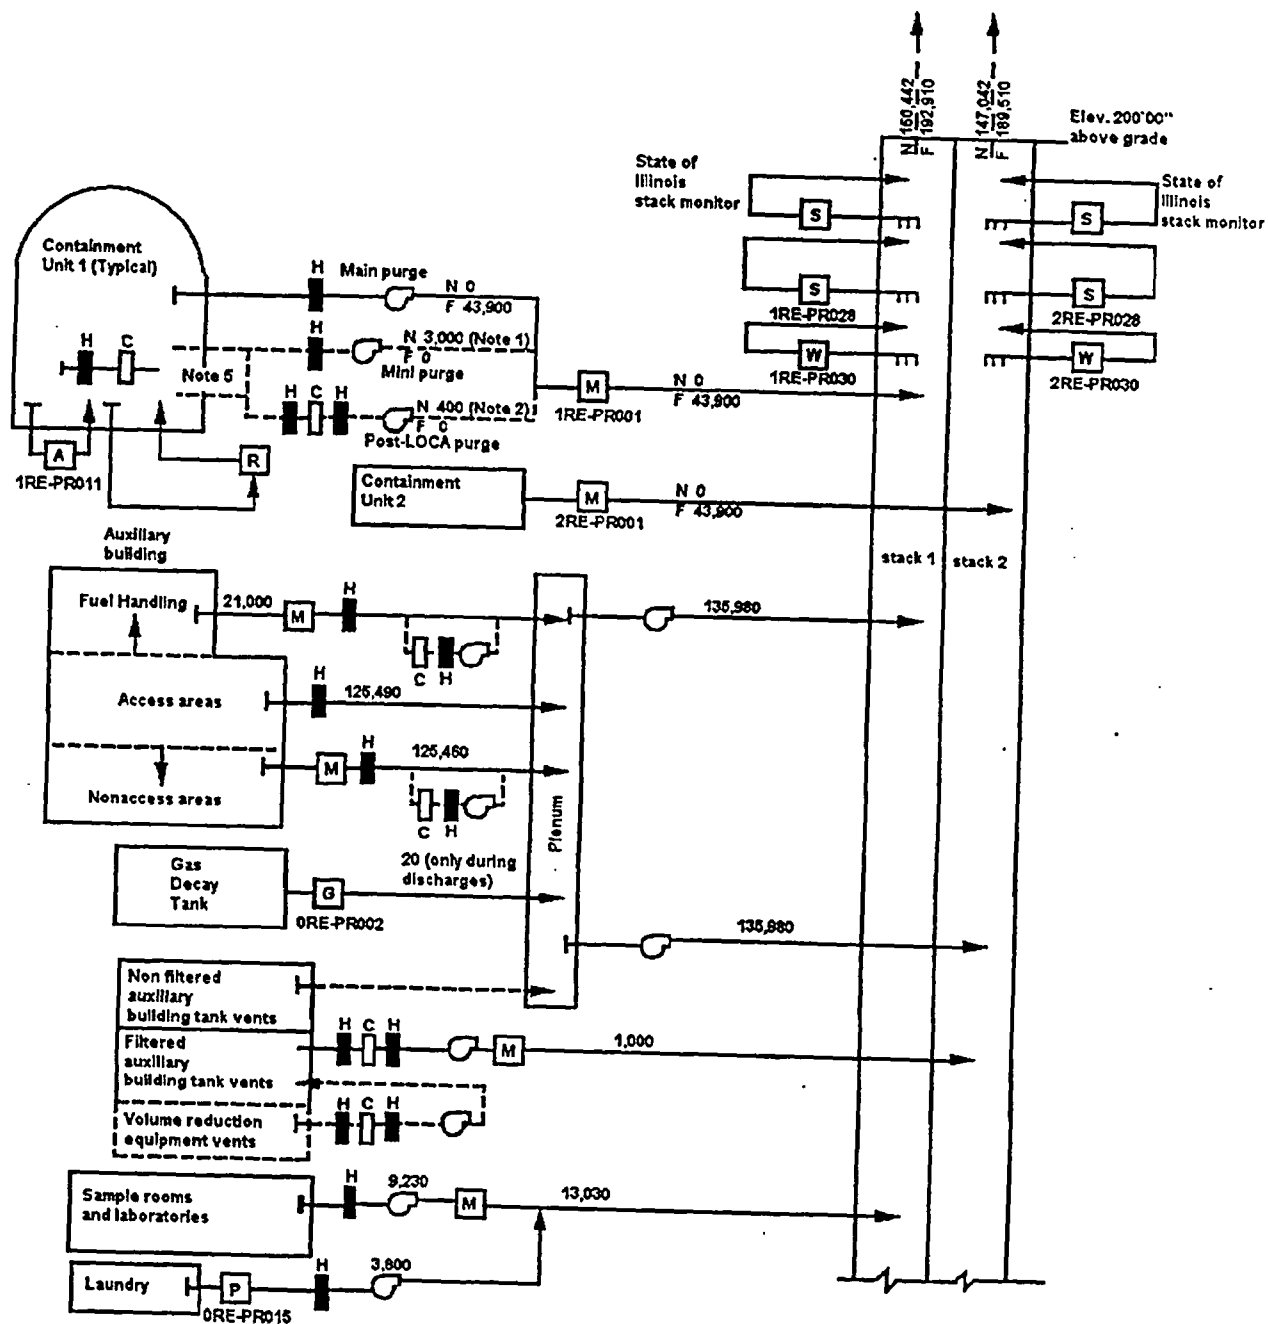 N 160,442
F 192,910
N 147,042
F 189,510
Elev. 200'00"
above grade
State of
Illinois
stack monitor
S
S
State of
Illinois
stack monitor
S
1RE-PR028
S
2RE-PR028
W
1RE-PR030
W
2RE-PR030
Containment
Unit 1 (Typical)
H
Main purge
N 0
F 43,900
H
N 3,000 (Note 1)
F 0
Mini purge
H
C
Note 5
H
C
H
N 400 (Note 2)
F 0
Post-LOCA purge
M
1RE-PR001
N 0
F 43,900
A
1RE-PR011
R
Containment
Unit 2
M
2RE-PR001
N 0
F 43,900
stack 1
stack 2
Auxiliary
building
Fuel Handling
21,000
M
H
C
H
135,980
Access areas
H
125,490
Nonaccess areas
M
H
125,460
C
H
Plenum
Gas
Decay
Tank
G
0RE-PR002
20 (only during
discharges)
Non filtered
auxiliary
building tank vents
Filtered
auxiliary
building tank vents
H
C
H
M
1,000
Volume reduction
equipment vents
H
C
H
Sample rooms
and laboratories
H
9,230
M
13,030
Laundry
P
0RE-PR015
H